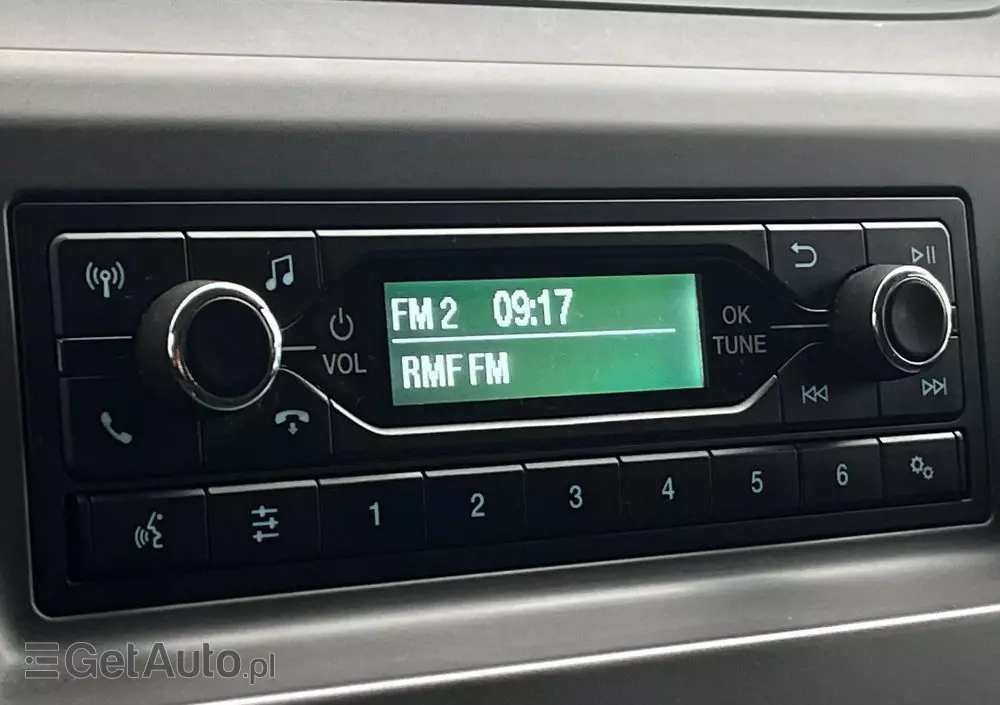 FM 2 09:17
RMF FM
VOL
OK
TUNE
1 2 3 4 5 6
GetAuto.pl